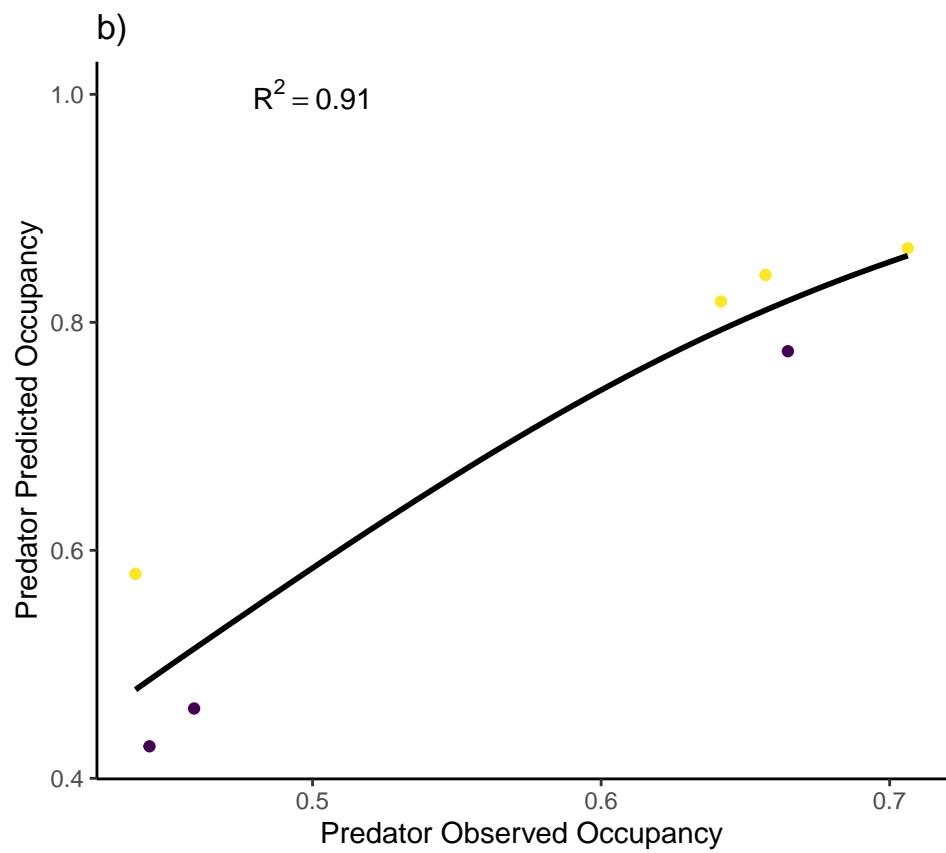 b)
R² = 0.91
1.0
0.8
0.6
0.4
Predator Predicted Occupancy
0.5 0.6 0.7
Predator Observed Occupancy